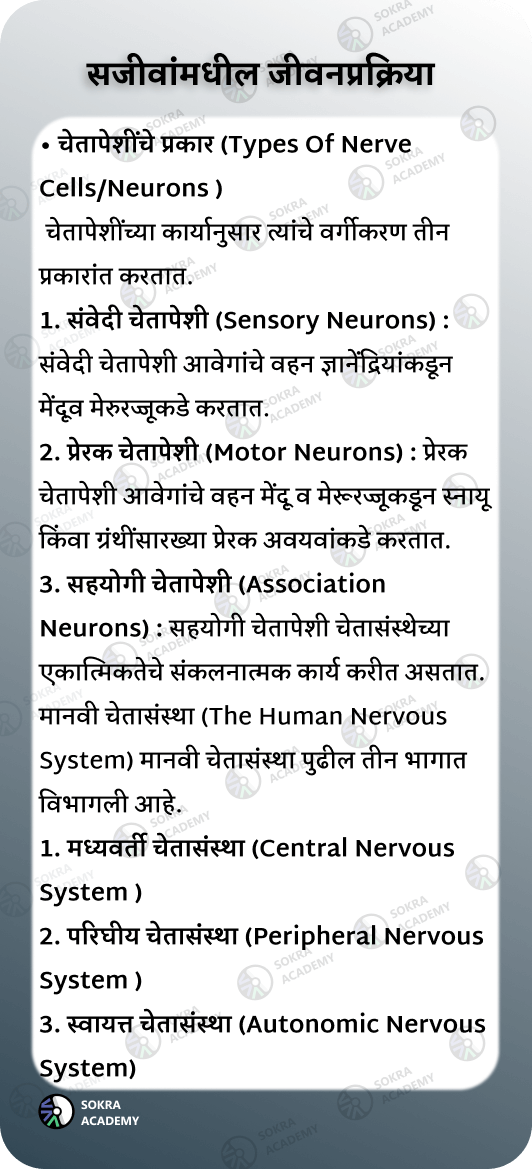 सजीवांमधील जीवनप्रक्रिया
• चेतापेशींचे प्रकार (Types Of Nerve
Cells/Neurons )
चेतापेशींच्या कार्यानुसार त्यांचे वर्गीकरण तीन
प्रकारांत करतात.
1. संवेदी चेतापेशी (Sensory Neurons) :
संवेदी चेतापेशी आवेगांचे वहन ज्ञानेंद्रियांकडून
मेंदूव मेरुरज्जूकडे करतात.
2. प्रेरक चेतापेशी (Motor Neurons) : प्रेरक
चेतापेशी आवेगांचे वहन मेंदू व मेरूरज्जूकडून स्नायू
किंवा ग्रंथींसारख्या प्रेरक अवयवांकडे करतात.
3. सहयोगी चेतापेशी (Association
Neurons) : सहयोगी चेतापेशी चेतासंस्थेच्या
एकात्मिकतेचे संकलनात्मक कार्य करीत असतात.
मानवी चेतासंस्था (The Human Nervous
System) मानवी चेतासंस्था पुढील तीन भागात
विभागली आहे.
1. मध्यवर्ती चेतासंस्था (Central Nervous
System )
2. परिघीय चेतासंस्था (Peripheral Nervous
System )
3. स्वायत्त चेतासंस्था (Autonomic Nervous
System)
SOKRA
ACADEMY